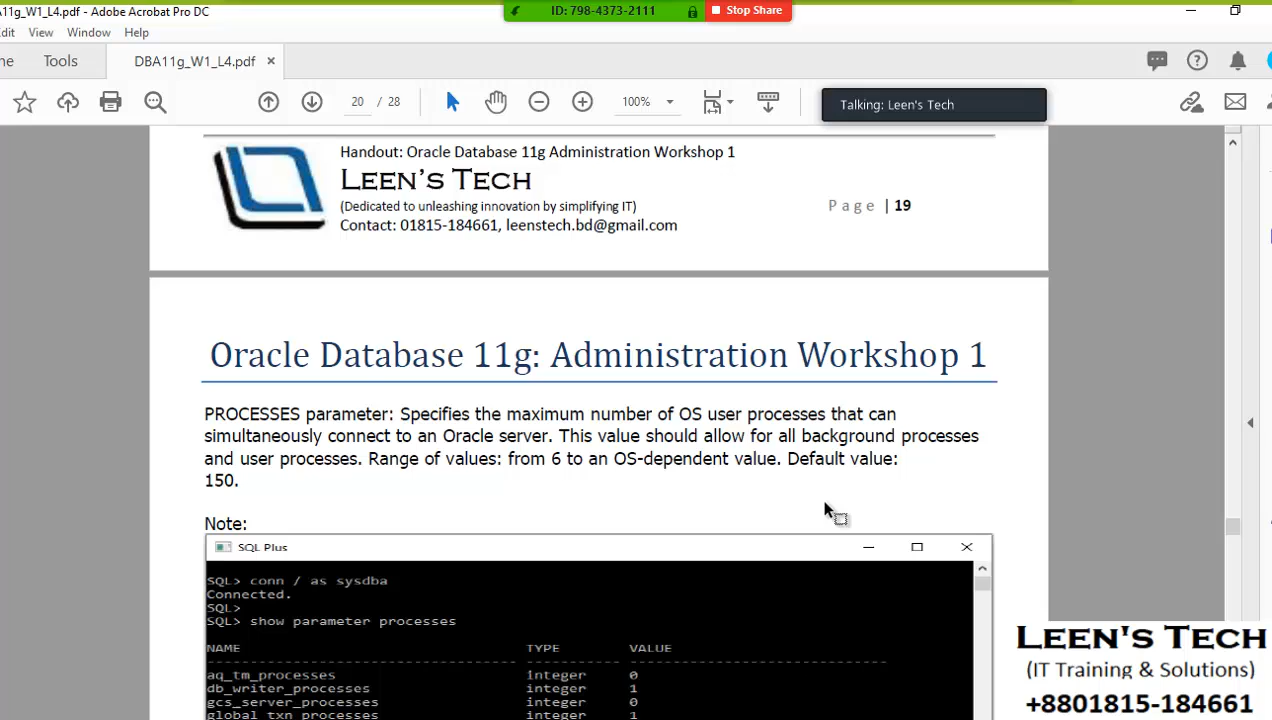 11g_W1_L4.pdf - Adobe Acrobat Pro DC
ID: 798-4373-2111
Stop Share
View Window Help
Tools
DBA11g_W1_L4.pdf ×
20 / 28
100%
Talking: Leen's Tech
Handout: Oracle Database 11g Administration Workshop 1
LEEN'S TECH
(Dedicated to unleashing innovation by simplifying IT)
Page | 19
Contact: 01815-184661, leenstech.bd@gmail.com
Oracle Database 11g: Administration Workshop 1
PROCESSES parameter: Specifies the maximum number of OS user processes that can
simultaneously connect to an Oracle server. This value should allow for all background processes
and user processes. Range of values: from 6 to an OS-dependent value. Default value:
150.
Note:
SQL Plus
SQL> conn / as sysdba
Connected.
SQL>
SQL> show parameter processes
NAME TYPE VALUE
------------------------------------ ----------- ------------------------------
aq_tm_processes integer 0
db_writer_processes integer 1
gcs_server_processes integer 0
global_txn_processes integer 1
LEEN'S TECH
(IT Training & Solutions)
+8801815-184661